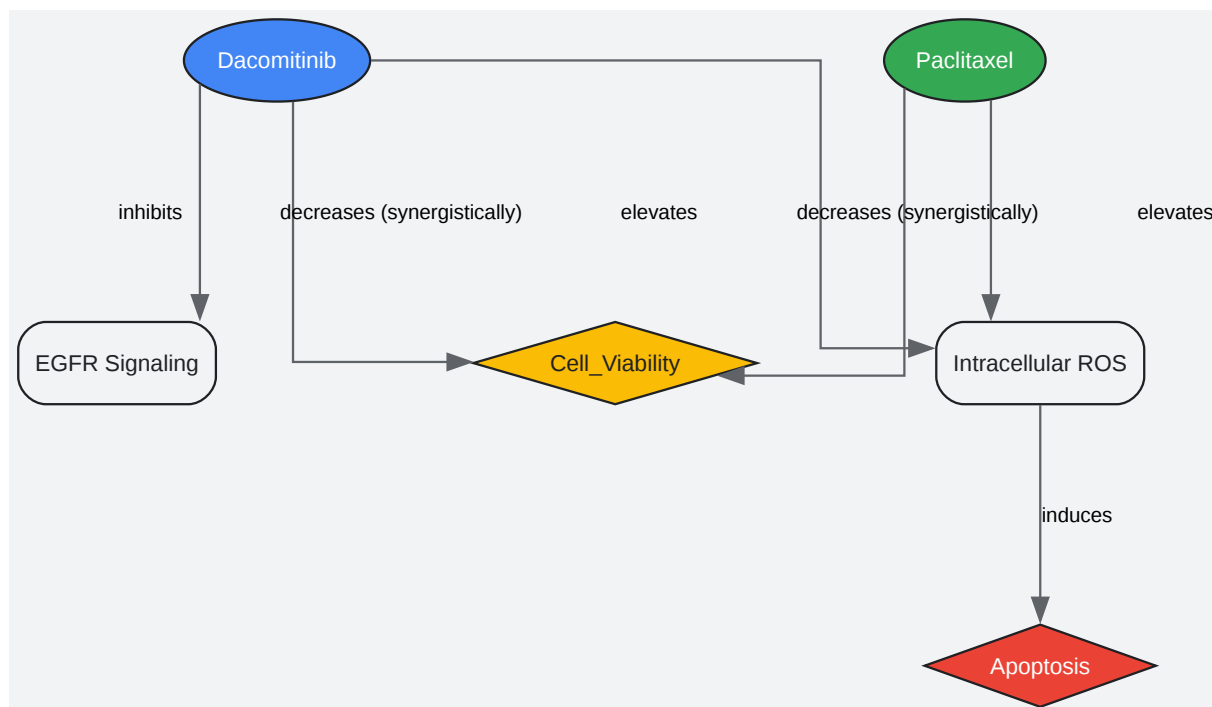 Dacomitinib
Paclitaxel
inhibits
decreases (synergistically)
elevates
decreases (synergistically)
elevates
EGFR Signaling
Cell_Viability
Intracellular ROS
induces
Apoptosis